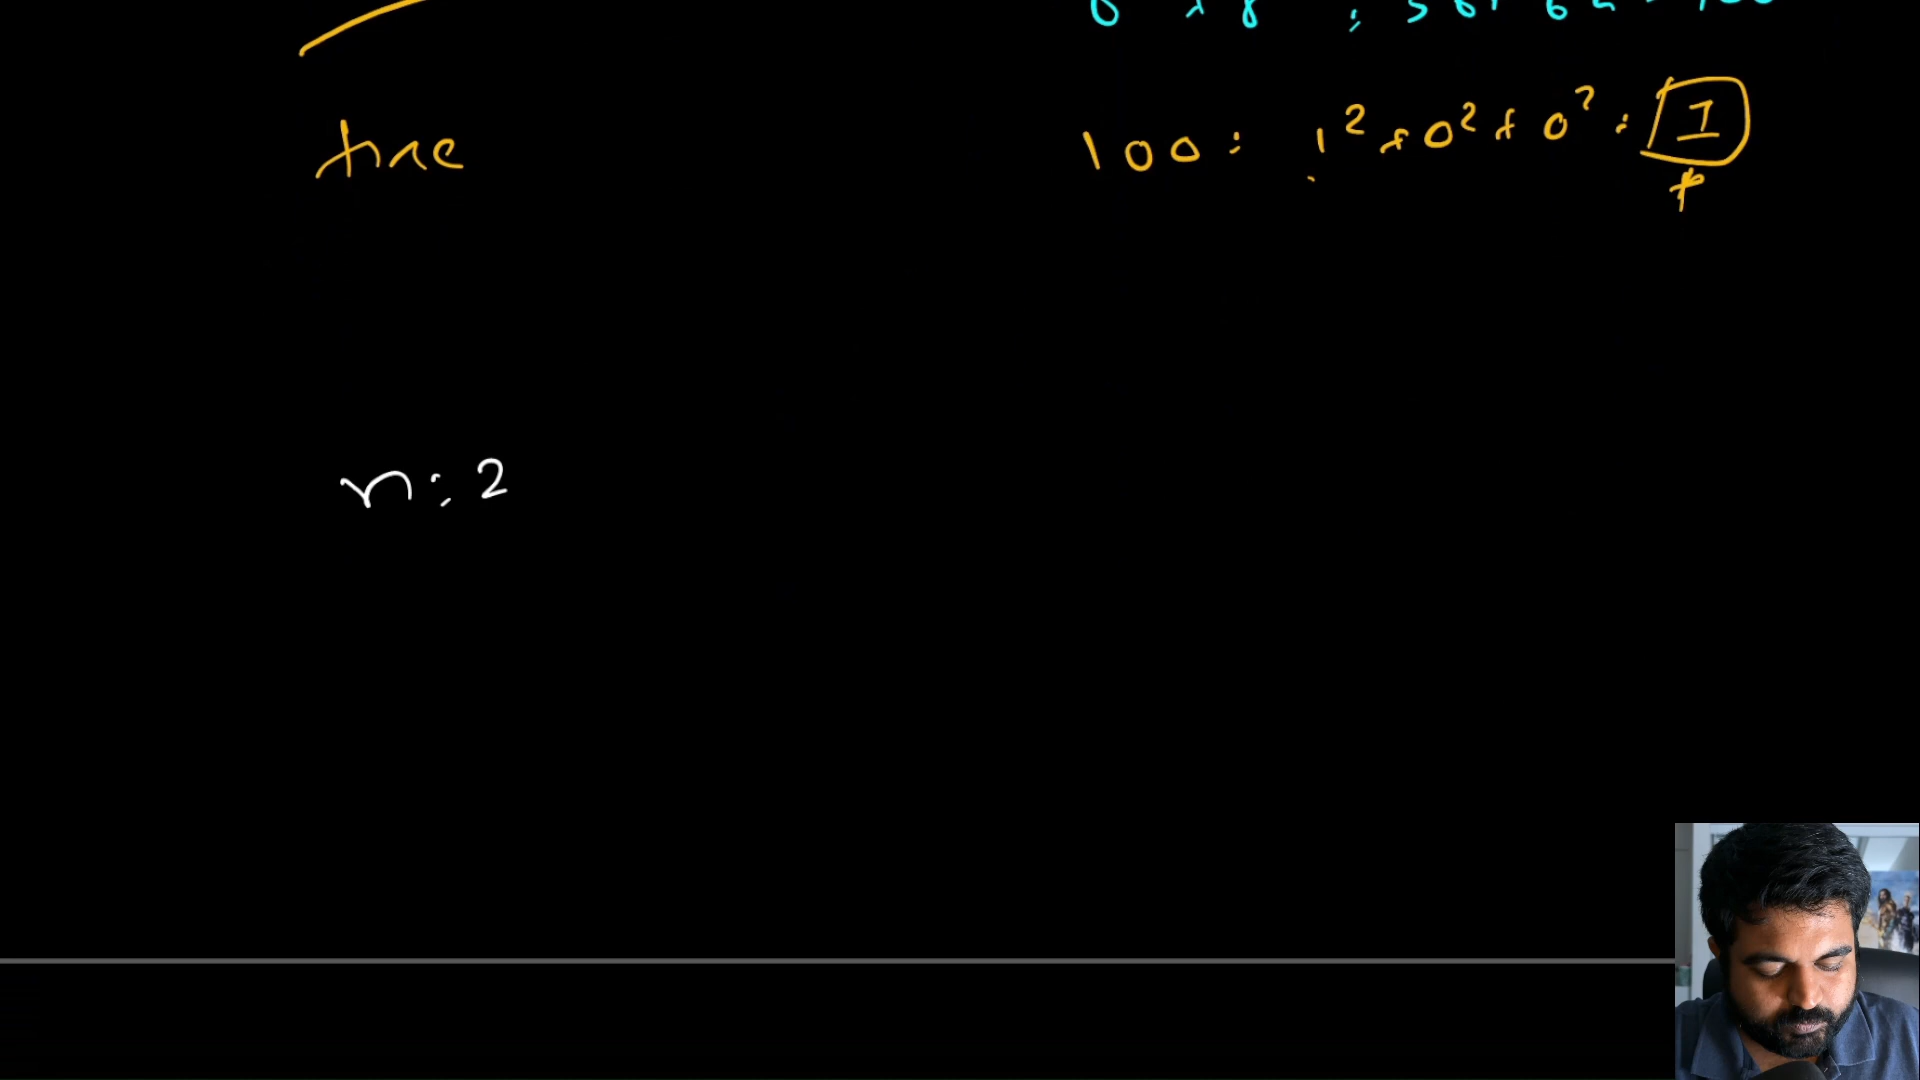 100 = 1² + 0² + 0² = 1
true
n = 2